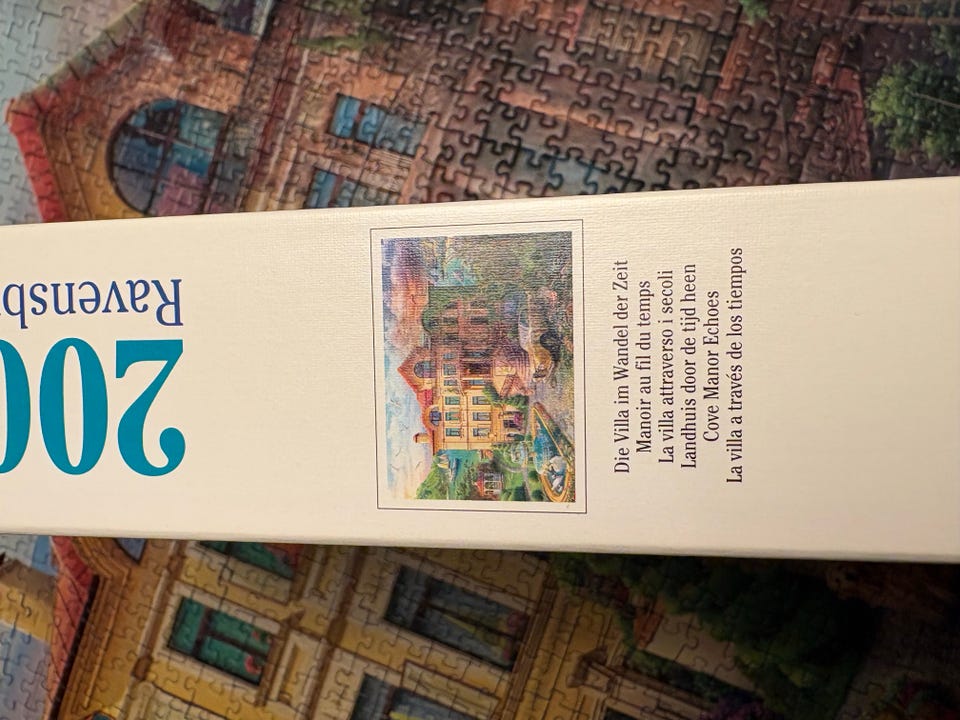 Ravensb
200
Die Villa im Wandel der Zeit
Manoir au fil du temps
La villa attraverso i secoli
Landhuis door de tijd heen
Cove Manor Echoes
La villa a través de los tiempos